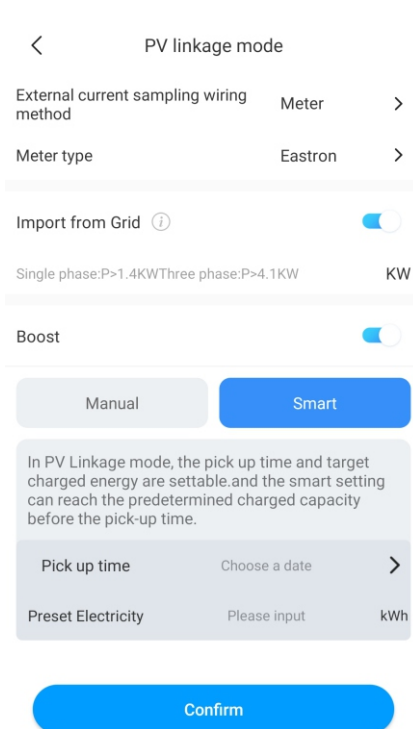 PV linkage mode
External current sampling wiring
method
Meter
Meter type
Eastron
Import from Grid
Single phase:P>1.4KWThree phase:P>4.1KW
KW
Boost
Manual
Smart
In PV Linkage mode, the pick up time and target
charged energy are settable.and the smart setting
can reach the predetermined charged capacity
before the pick-up time.
Pick up time
Choose a date
Preset Electricity
Please input
kWh
Confirm